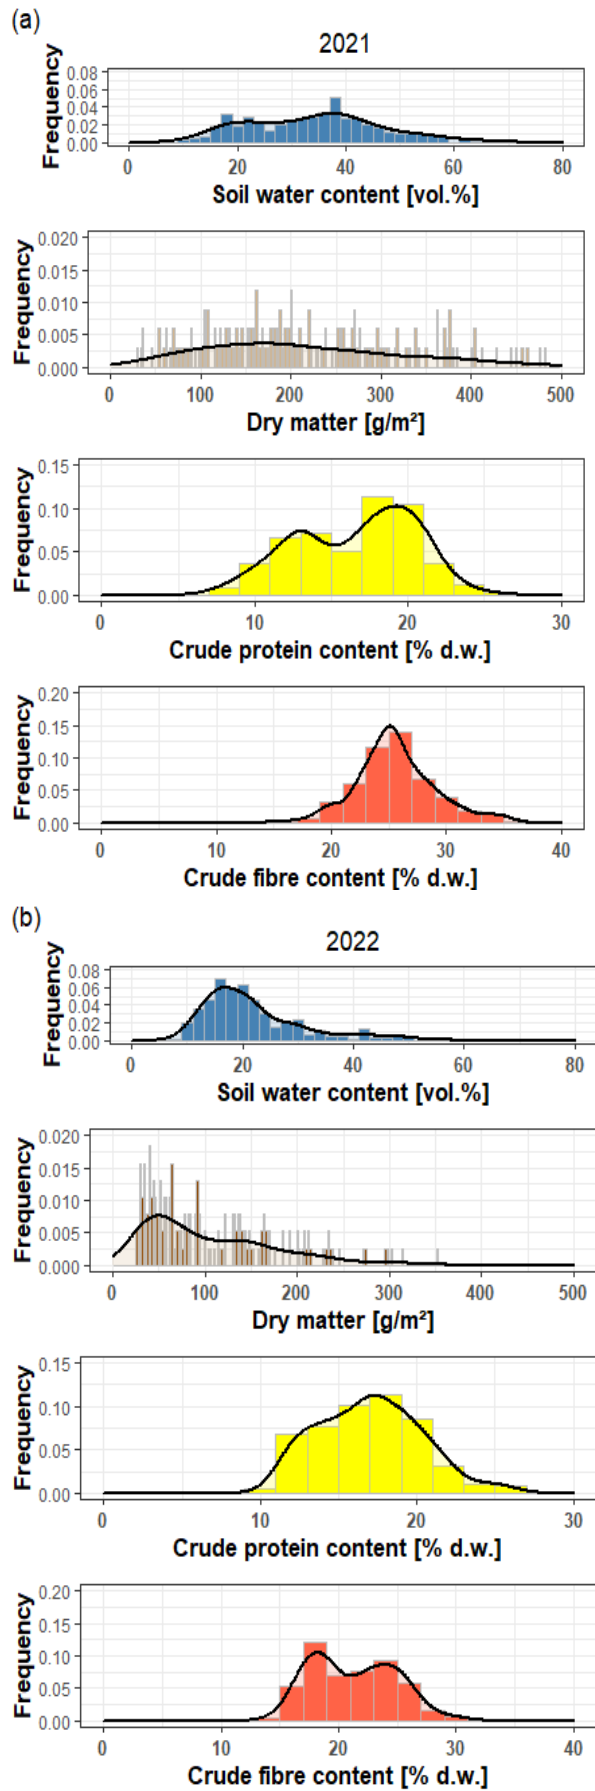 (a)
2021
Frequency
0.08
0.06
0.04
0.02
0.00
0 20 40 60 80
Soil water content [vol.%]
Frequency
0.020
0.015
0.010
0.005
0.000
0 100 200 300 400 500
Dry matter [g/m²]
Frequency
0.15
0.10
0.05
0.00
0 10 20 30
Crude protein content [% d.w.]
Frequency
0.20
0.15
0.10
0.05
0.00
0 10 20 30 40
Crude fibre content [% d.w.]
(b)
2022
Frequency
0.08
0.06
0.04
0.02
0.00
0 20 40 60 80
Soil water content [vol.%]
Frequency
0.020
0.015
0.010
0.005
0.000
0 100 200 300 400 500
Dry matter [g/m²]
Frequency
0.15
0.10
0.05
0.00
0 10 20 30
Crude protein content [% d.w.]
Frequency
0.20
0.15
0.10
0.05
0.00
0 10 20 30 40
Crude fibre content [% d.w.]